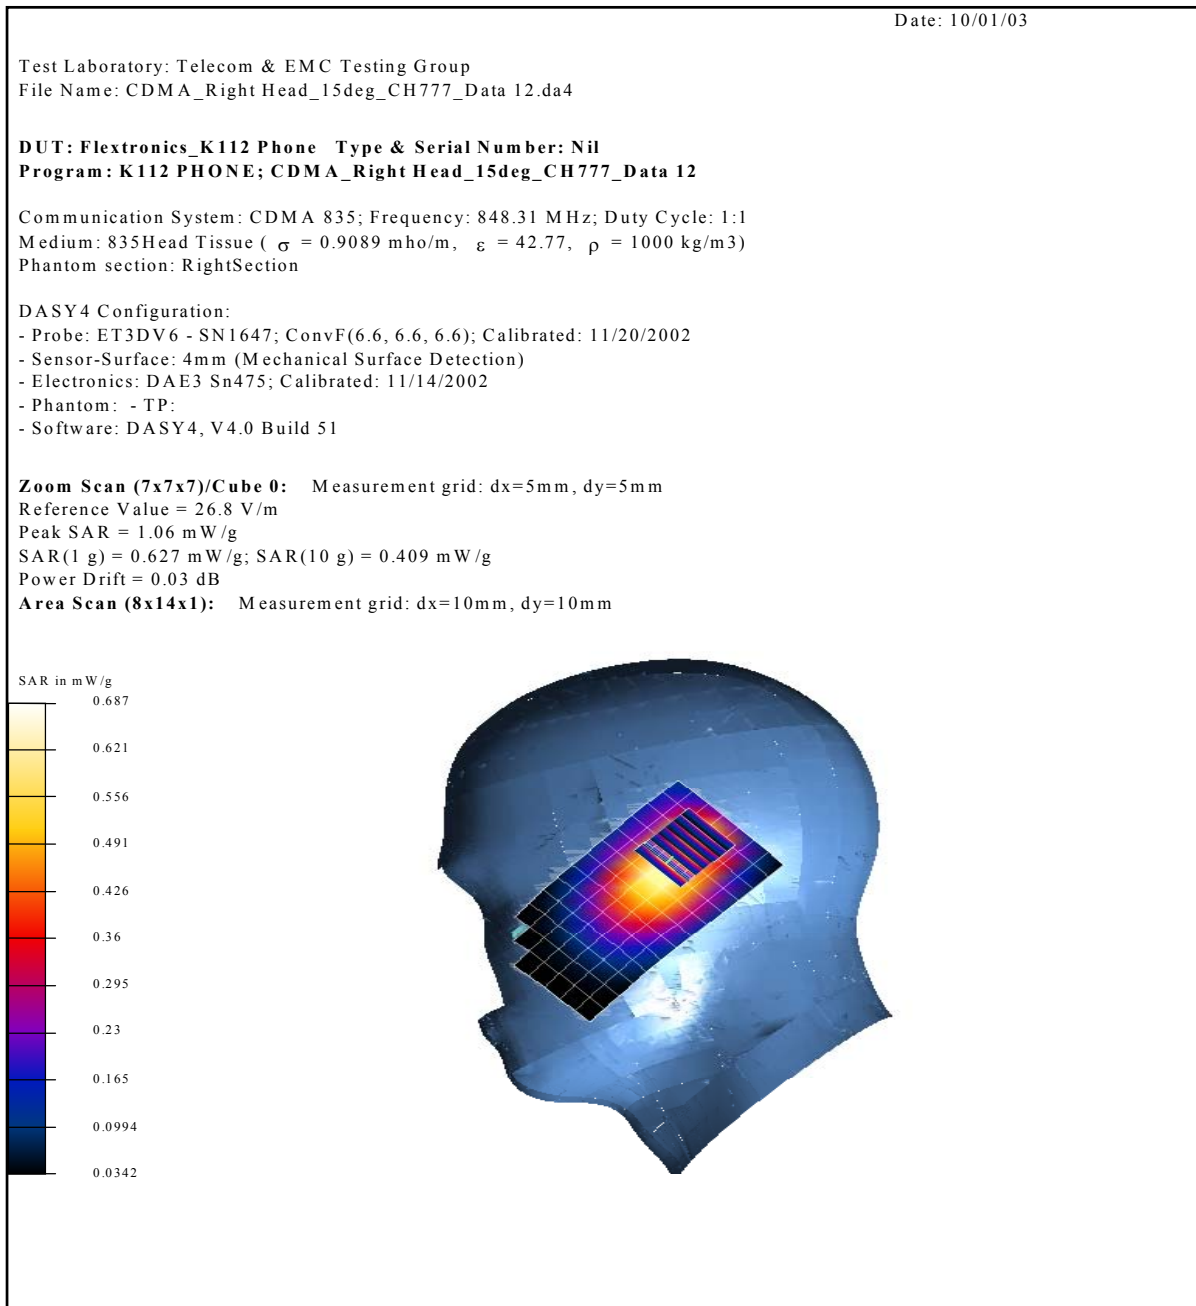 Date: 10/01/03
Test Laboratory: Telecom & EMC Testing Group
File Name: CDMA_Right Head_15deg_CH777_Data 12.da4
DUT: Flextronics_K112 Phone   Type & Serial Number: Nil
Program: K112 PHONE; CDMA_Right Head_15deg_CH777_Data 12
Communication System: CDMA 835; Frequency: 848.31 MHz; Duty Cycle: 1:1
Medium: 835Head Tissue ( σ = 0.9089 mho/m,  ε = 42.77,  ρ = 1000 kg/m3)
Phantom section: RightSection
DASY4 Configuration:
- Probe: ET3DV6 - SN1647; ConvF(6.6, 6.6, 6.6); Calibrated: 11/20/2002
- Sensor-Surface: 4mm (Mechanical Surface Detection)
- Electronics: DAE3 Sn475; Calibrated: 11/14/2002
- Phantom:  - TP:
- Software: DASY4, V4.0 Build 51
Zoom Scan (7x7x7)/Cube 0:   Measurement grid: dx=5mm, dy=5mm
Reference Value = 26.8 V/m
Peak SAR = 1.06 mW/g
SAR(1 g) = 0.627 mW/g; SAR(10 g) = 0.409 mW/g
Power Drift = 0.03 dB
Area Scan (8x14x1):   Measurement grid: dx=10mm, dy=10mm
SAR in mW/g
0.687
0.621
0.556
0.491
0.426
0.36
0.295
0.23
0.165
0.0994
0.0342